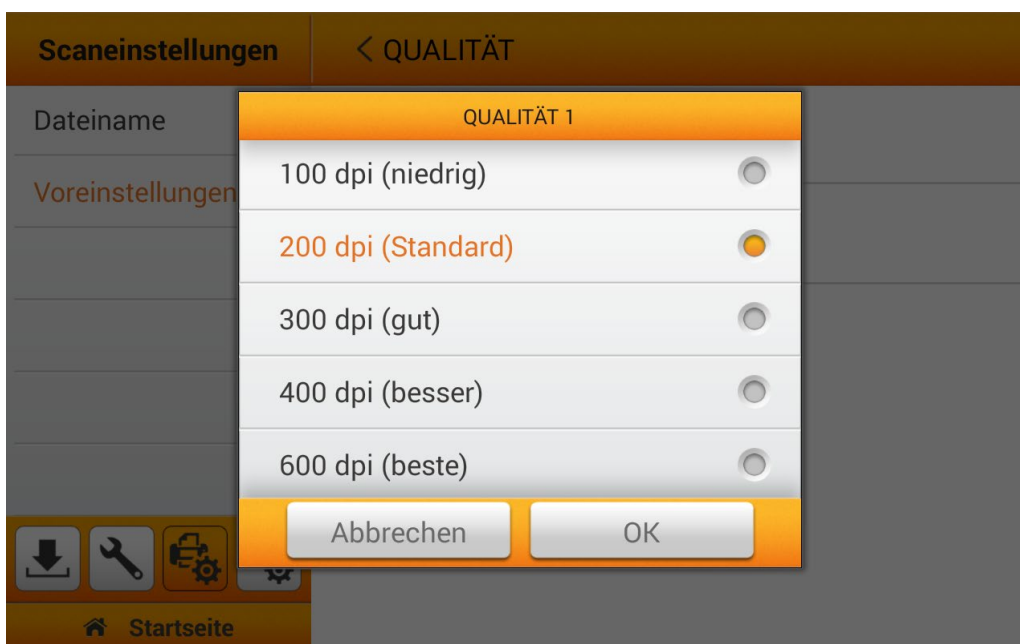 Scaneinstellungen
< QUALITÄT
Dateiname
Voreinstellungen
QUALITÄT 1
100 dpi (niedrig)
200 dpi (Standard)
300 dpi (gut)
400 dpi (besser)
600 dpi (beste)
Abbrechen
OK
Startseite